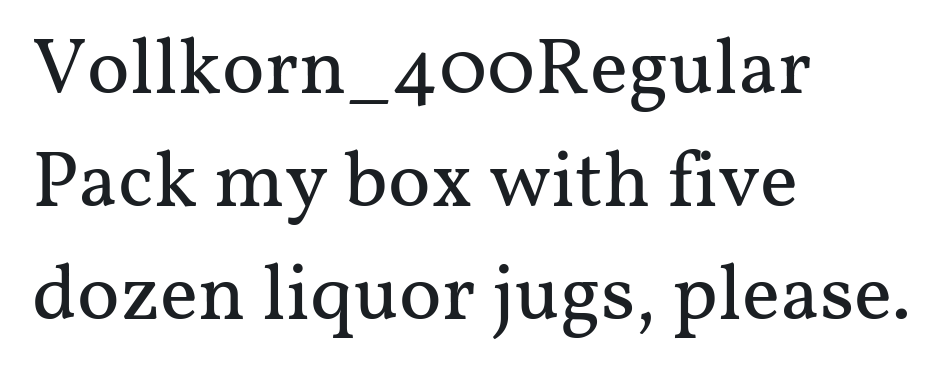 Vollkorn_400Regular
Pack my box with five
dozen liquor jugs, please.